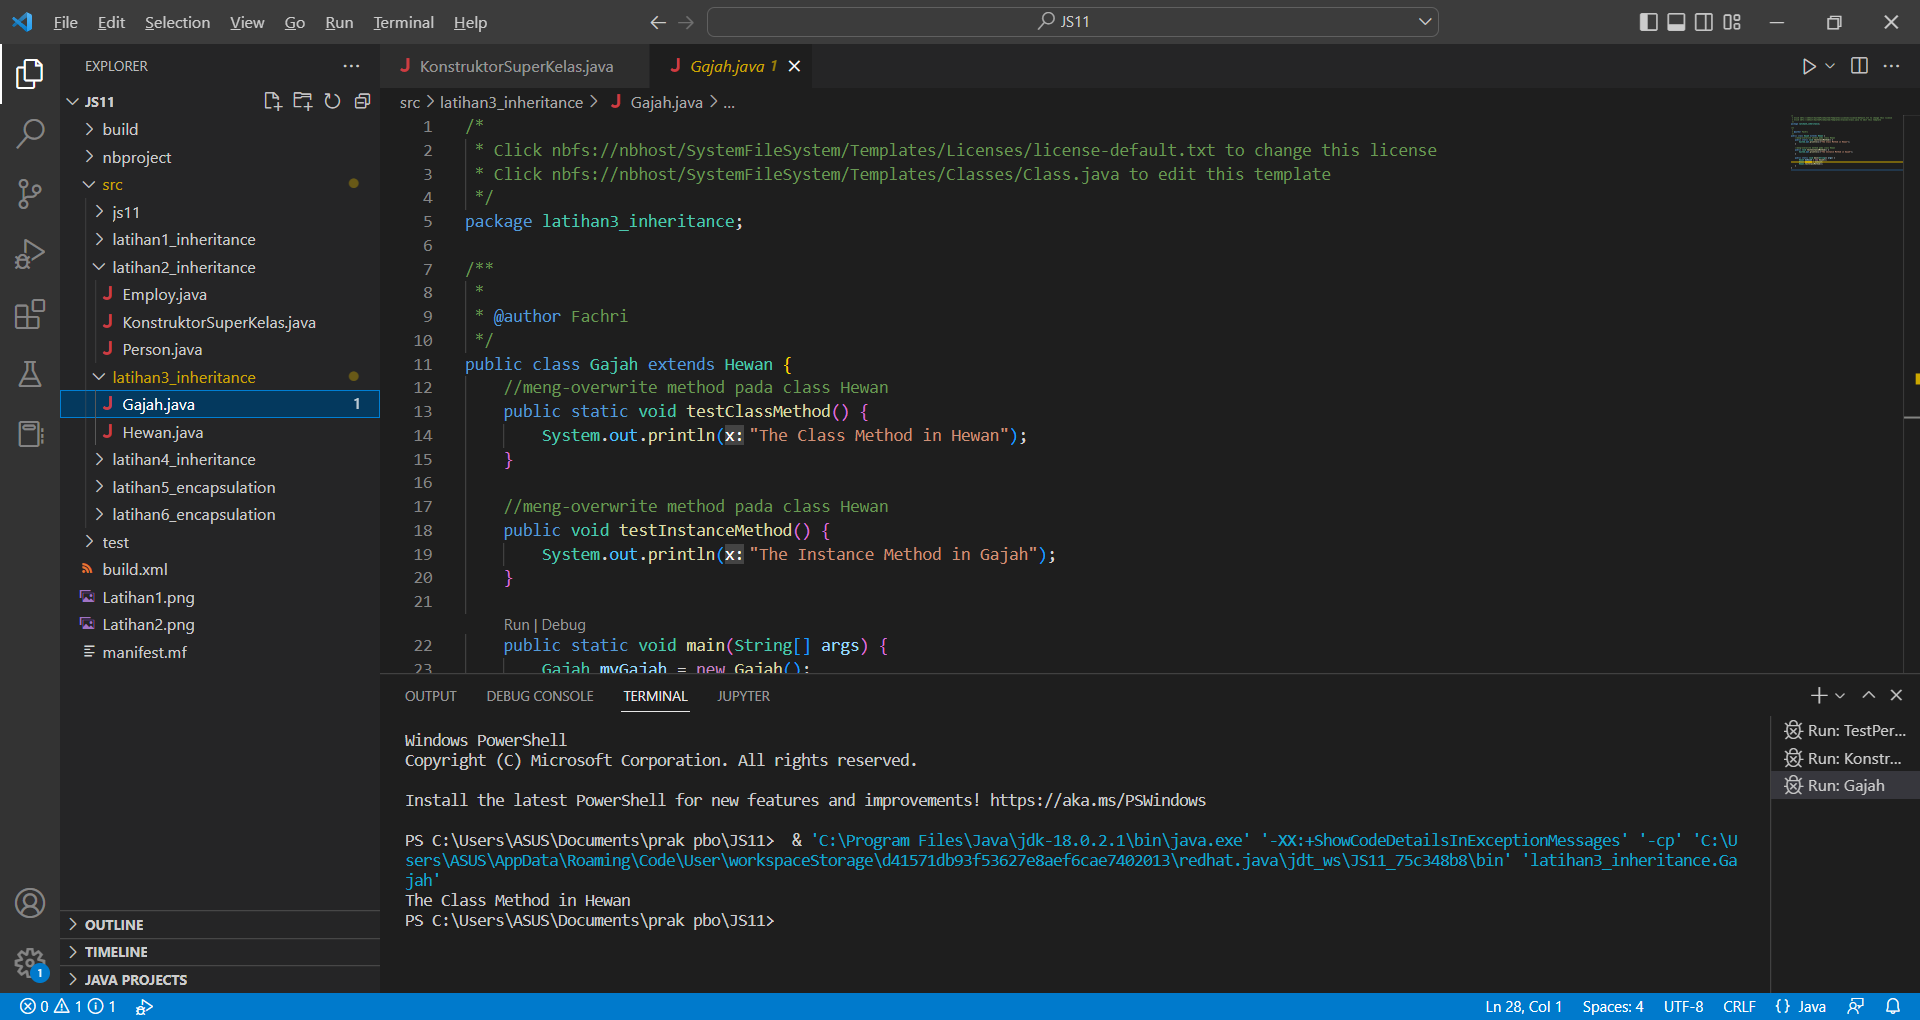 File Edit Selection View Go Run Terminal Help
JS11
EXPLORER
JS11
build
nbproject
src
js11
latihan1_inheritance
latihan2_inheritance
Employ.java
KonstruktorSuperKelas.java
Person.java
latihan3_inheritance
Gajah.java 1
Hewan.java
latihan4_inheritance
latihan5_encapsulation
latihan6_encapsulation
test
build.xml
Latihan1.png
Latihan2.png
manifest.mf
OUTLINE
TIMELINE
JAVA PROJECTS
KonstruktorSuperKelas.java
Gajah.java 1
src > latihan3_inheritance > Gajah.java > ...
1 /*
2 * Click nbfs://nbhost/SystemFileSystem/Templates/Licenses/license-default.txt to change this license
3 * Click nbfs://nbhost/SystemFileSystem/Templates/Classes/Class.java to edit this template
4 */
5 package latihan3_inheritance;
6
7 /**
8 *
9 * @author Fachri
10 */
11 public class Gajah extends Hewan {
12 //meng-overwrite method pada class Hewan
13 public static void testClassMethod() {
14 System.out.println(x: "The Class Method in Hewan");
15 }
16
17 //meng-overwrite method pada class Hewan
18 public void testInstanceMethod() {
19 System.out.println(x: "The Instance Method in Gajah");
20 }
21
Run | Debug
22 public static void main(String[] args) {
23 Gajah myGajah = new Gajah();
OUTPUT DEBUG CONSOLE TERMINAL JUPYTER
Windows PowerShell
Copyright (C) Microsoft Corporation. All rights reserved.
Install the latest PowerShell for new features and improvements! https://aka.ms/PSWindows
PS C:\Users\ASUS\Documents\prak pbo\JS11> & 'C:\Program Files\Java\jdk-18.0.2.1\bin\java.exe' '-XX:+ShowCodeDetailsInExceptionMessages' '-cp' 'C:\U
sers\ASUS\AppData\Roaming\Code\User\workspaceStorage\d41571db93f53627e8aef6cae7402013\redhat.java\jdt_ws\JS11_75c348b8\bin' 'latihan3_inheritance.Ga
jah'
The Class Method in Hewan
PS C:\Users\ASUS\Documents\prak pbo\JS11>
Run: TestPer...
Run: Konstr...
Run: Gajah
1
0 1 1
Ln 28, Col 1 Spaces: 4 UTF-8 CRLF {} Java